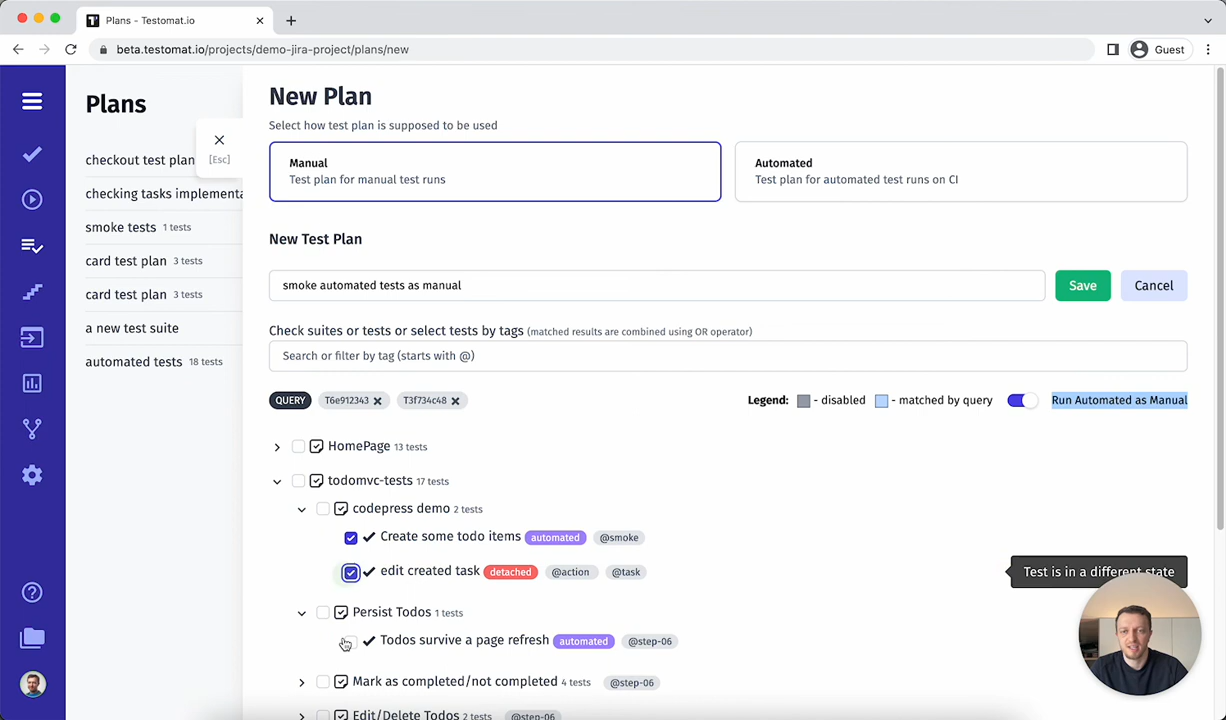 Plans - Testomat.io
beta.testomat.io/projects/demo-jira-project/plans/new
Guest
Plans
[Esc]
checkout test plan
checking tasks implementa
smoke tests 1 tests
card test plan 3 tests
card test plan 3 tests
a new test suite
automated tests 18 tests
New Plan
Select how test plan is supposed to be used
Manual
Test plan for manual test runs
Automated
Test plan for automated test runs on CI
New Test Plan
smoke automated tests as manual
Save
Cancel
Check suites or tests or select tests by tags (matched results are combined using OR operator)
Search or filter by tag (starts with @)
QUERY T6e912343 T3f734c48
Legend: - disabled - matched by query Run Automated as Manual
HomePage 13 tests
todomvc-tests 17 tests
codepress demo 2 tests
Create some todo items automated @smoke
edit created task detached @action @task
Test is in a different state
Persist Todos 1 tests
Todos survive a page refresh automated @step-06
Mark as completed/not completed 4 tests @step-06
Edit/Delete Todos 2 tests @step-06